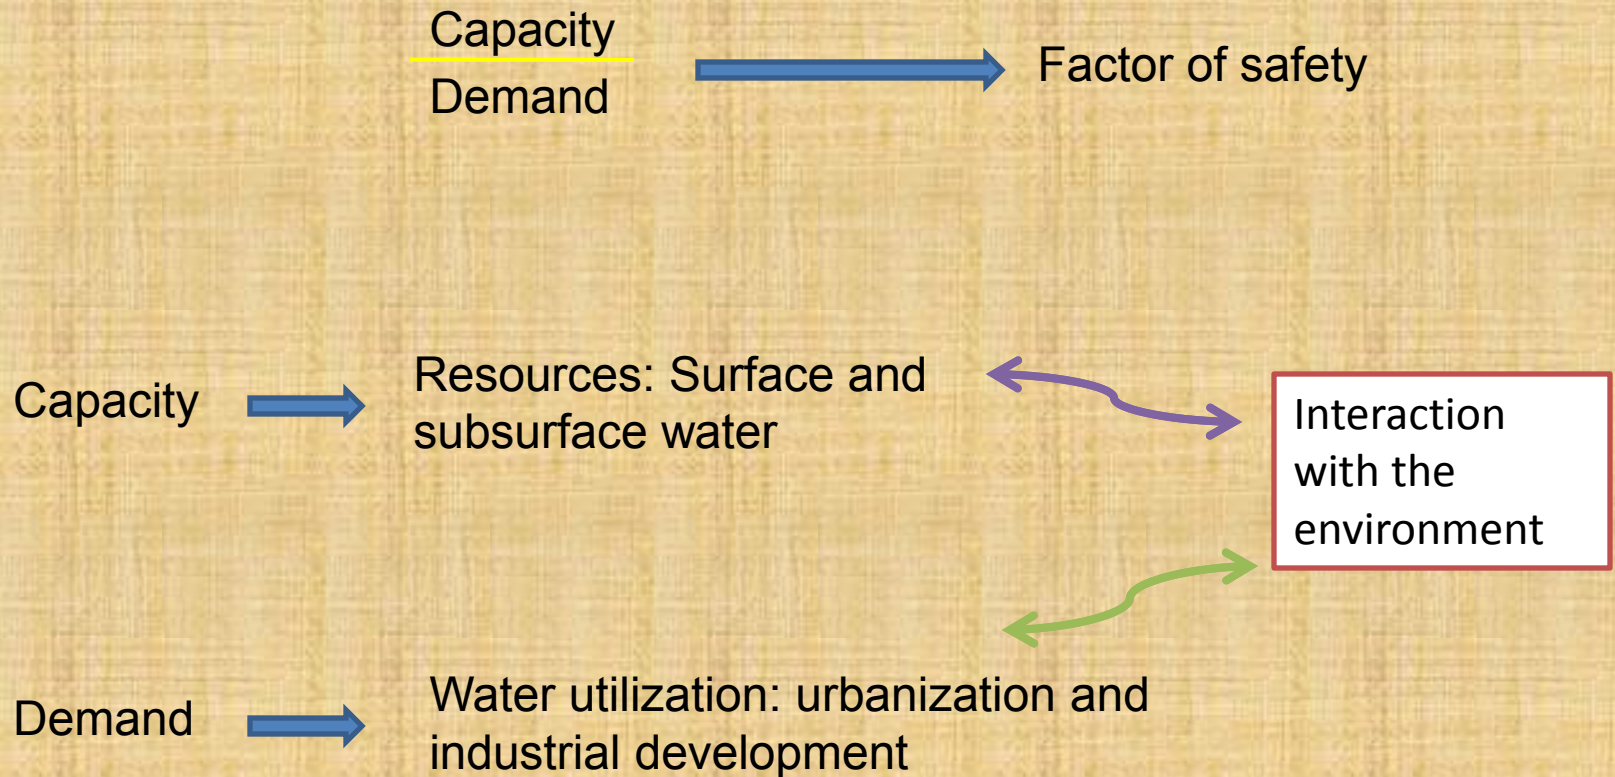 Capacity
Demand
Factor of safety
Capacity
Resources: Surface and
subsurface water
Interaction
with the
environment
Demand
Water utilization: urbanization and
industrial development